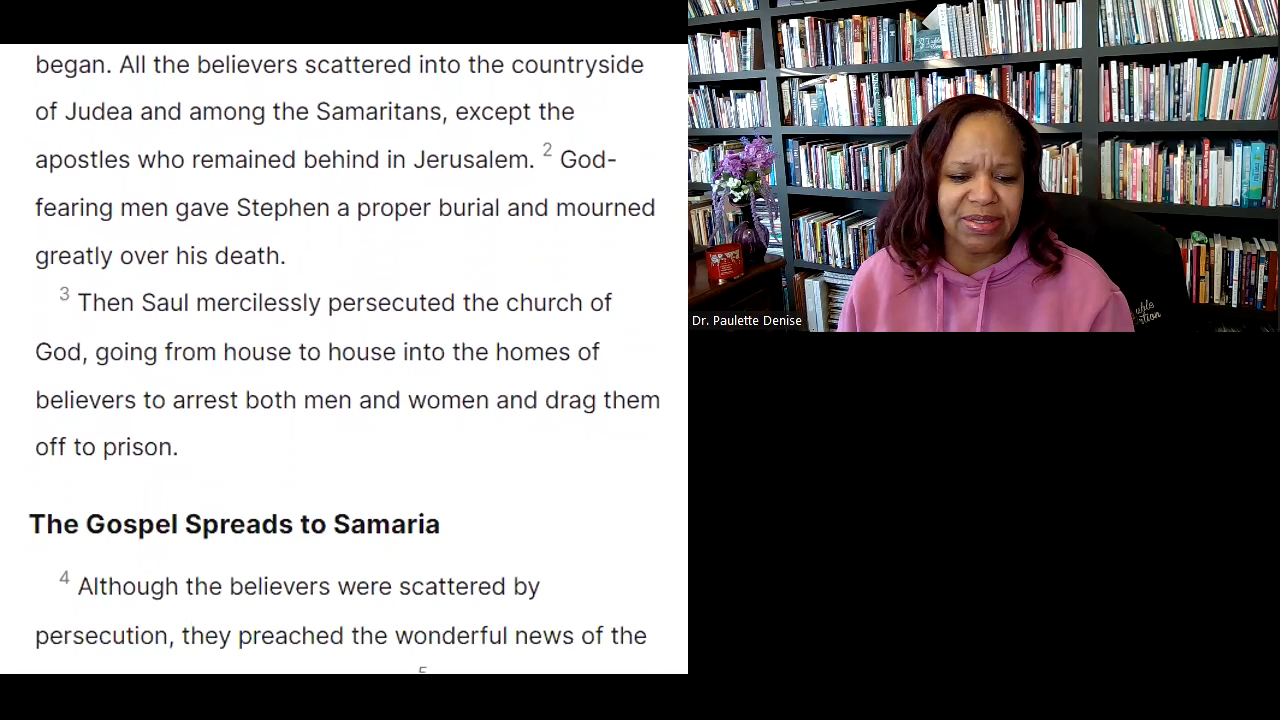 began. All the believers scattered into the countryside
of Judea and among the Samaritans, except the
apostles who remained behind in Jerusalem. 2 God-
fearing men gave Stephen a proper burial and mourned
greatly over his death.
3 Then Saul mercilessly persecuted the church of
God, going from house to house into the homes of
believers to arrest both men and women and drag them
off to prison.
The Gospel Spreads to Samaria
4 Although the believers were scattered by
persecution, they preached the wonderful news of the
5
Dr. Paulette Denise